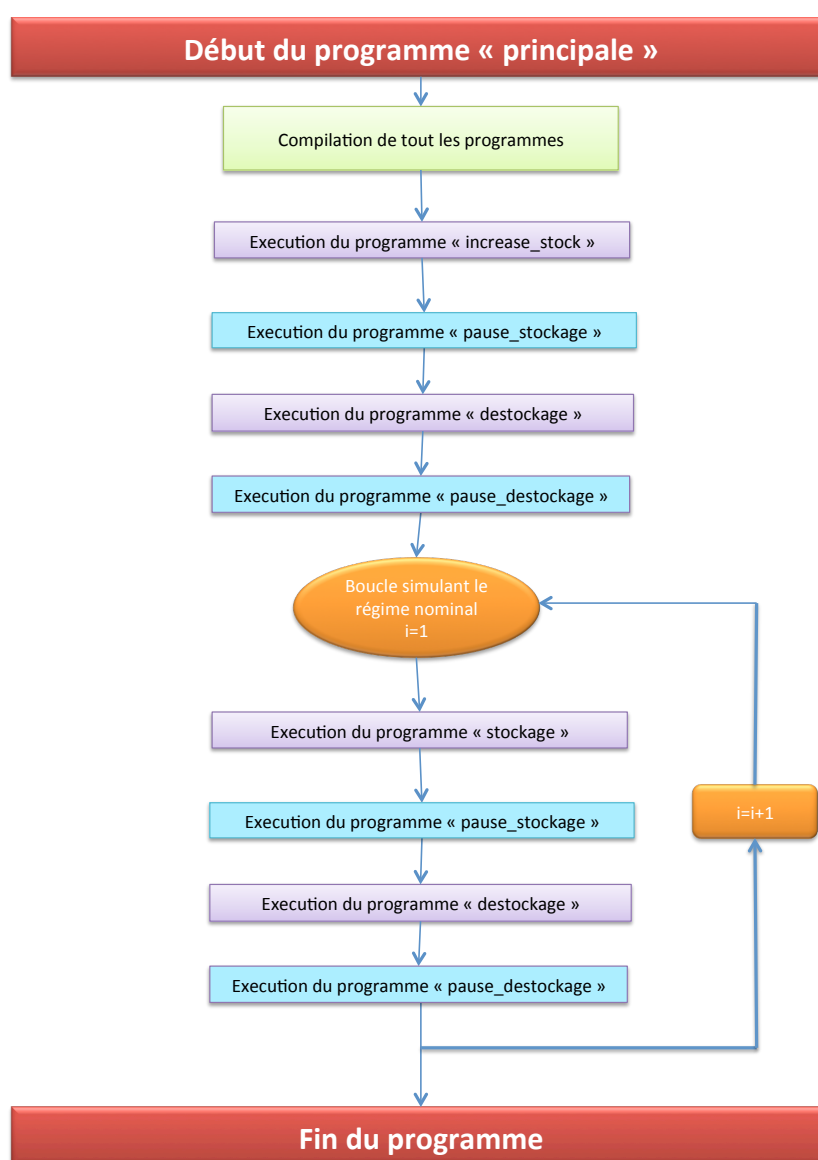 Début du programme « principale »
Compilation de tout les programmes
Execution du programme « increase_stock »
Execution du programme « pause_stockage »
Execution du programme « destockage »
Execution du programme « pause_destockage »
Boucle simulant le
régime nominal
i=1
Execution du programme « stockage »
i=i+1
Execution du programme « pause_stockage »
Execution du programme « destockage »
Execution du programme « pause_destockage »
Fin du programme